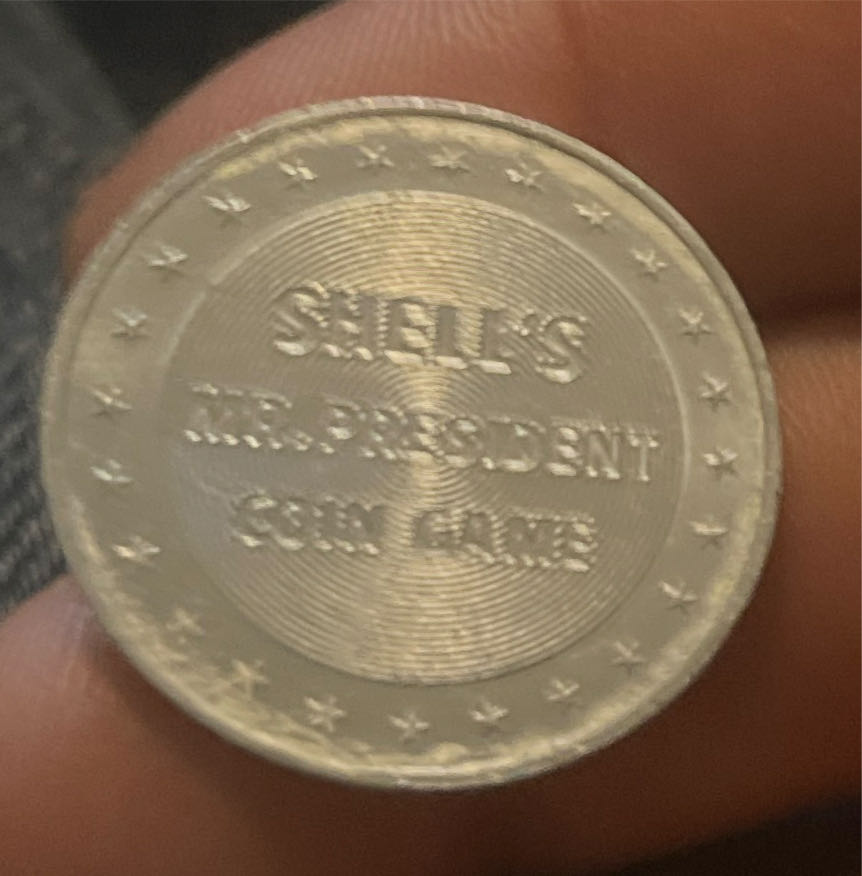 SHELL'S
MR. PRESIDENT
COIN GAME